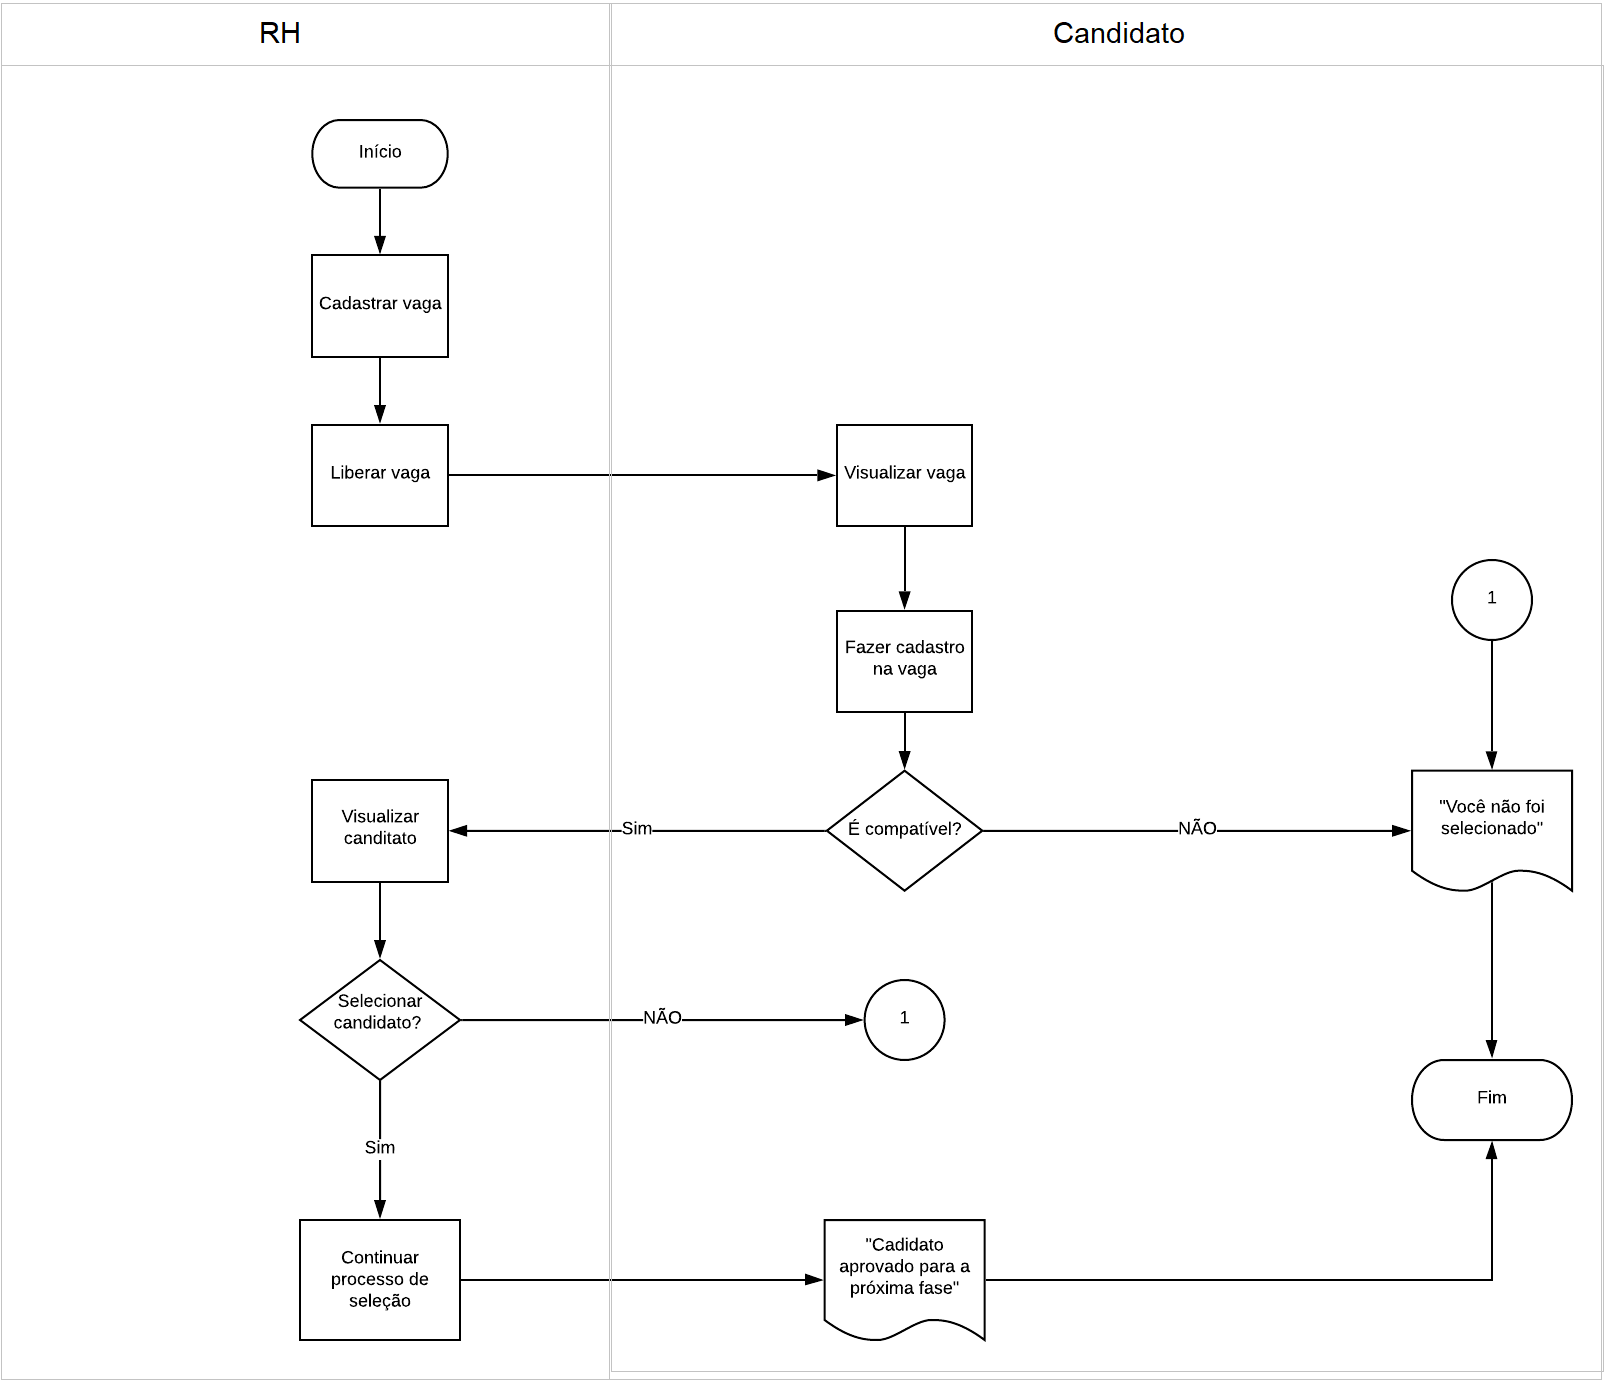 RH
Candidato
Início
Cadastrar vaga
Liberar vaga
Visualizar vaga
1
Fazer cadastro
na vaga
"Você não foi
selecionado"
Visualizar
canditato
Sim
É compatível?
NÃO
Selecionar
candidato?
NÃO
1
Fim
Sim
Continuar
processo de
seleção
"Cadidato
aprovado para a
próxima fase"